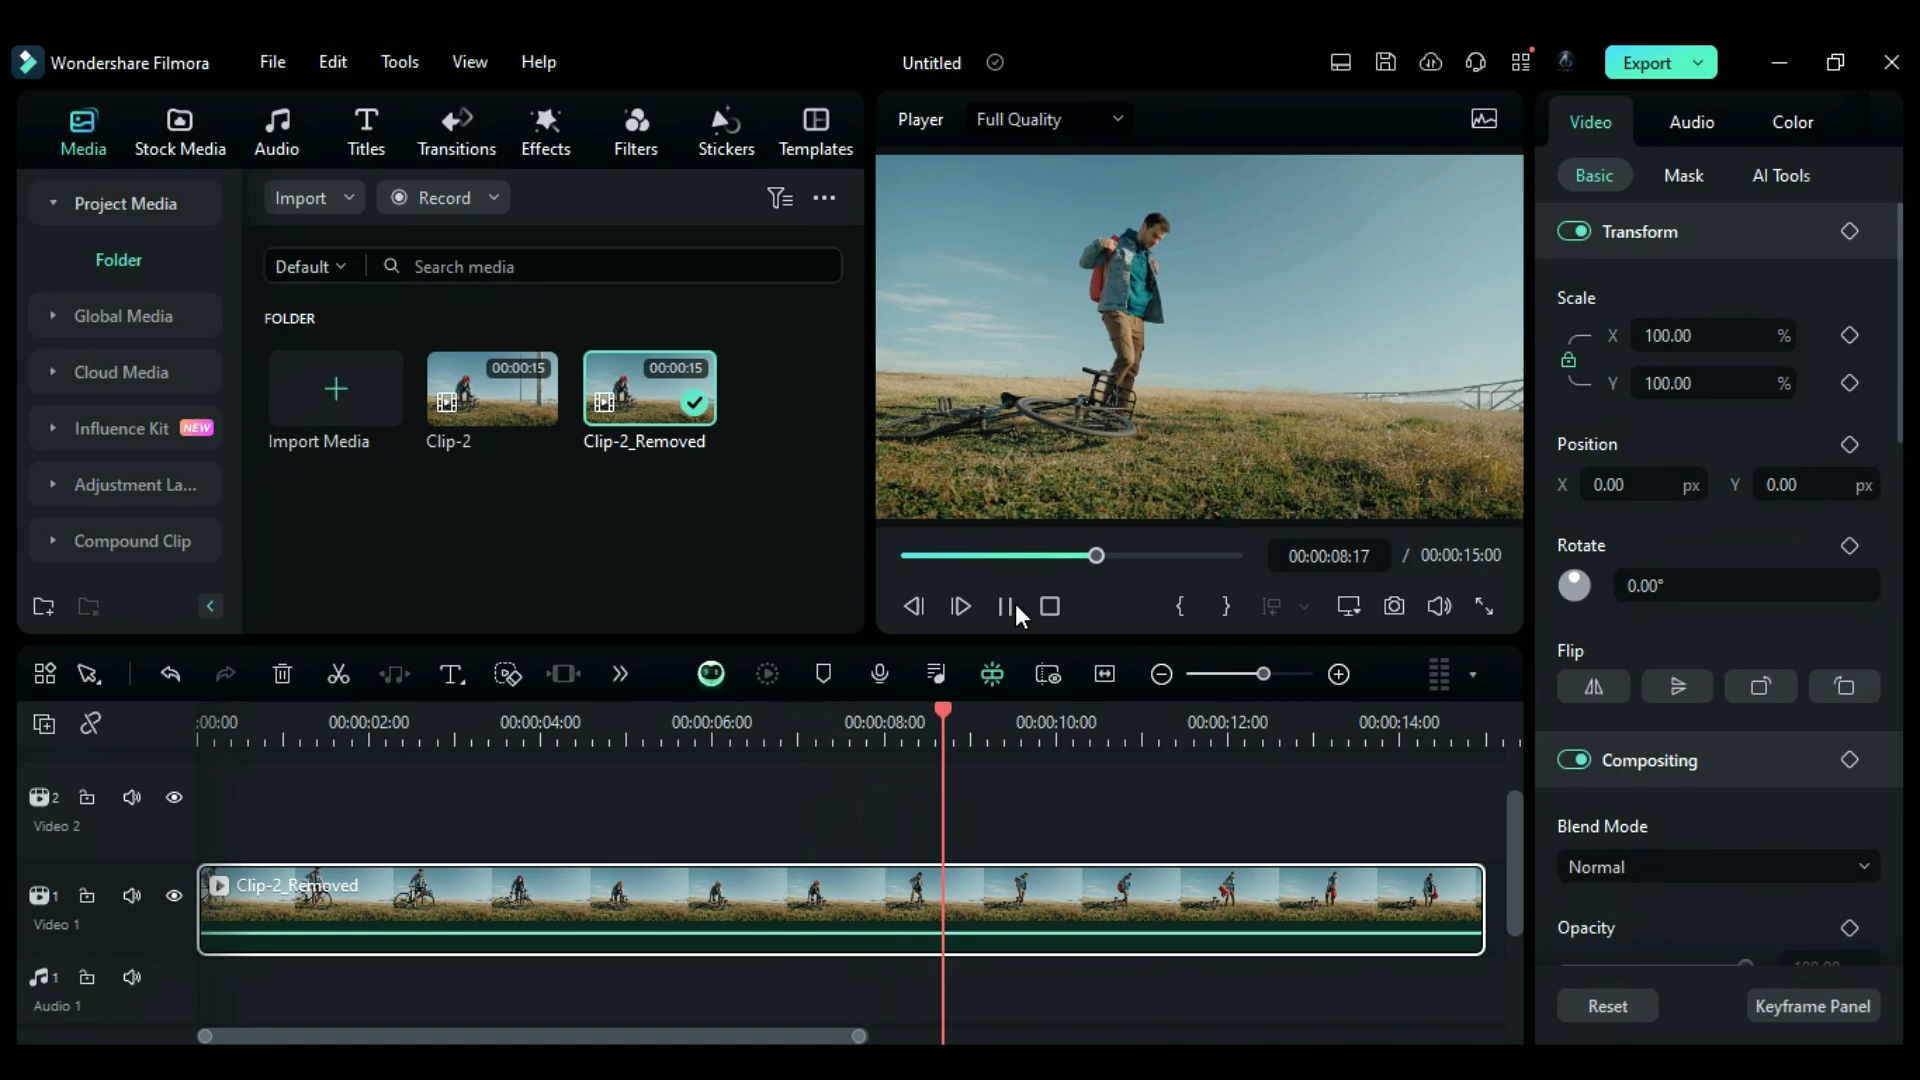 Wondershare Filmora File Edit Tools View Help Untitled Export
Media Stock Media Audio Titles Transitions Effects Filters Stickers Templates
Project Media
Folder
Global Media
Cloud Media
Influence Kit NEW
Adjustment La...
Compound Clip
Import Record
Default Search media
FOLDER
Import Media
00:00:15
Clip-2
00:00:15
Clip-2_Removed
Player Full Quality
00:00:08:17 / 00:00:15:00
{ }
Video Audio Color
Basic Mask AI Tools
Transform
Scale
X 100.00 %
Y 100.00 %
Position
X 0.00 px Y 0.00 px
Rotate
0.00°
Flip
Compositing
Blend Mode
Normal
Opacity
100.00
Reset Keyframe Panel
:00:00 00:00:02:00 00:00:04:00 00:00:06:00 00:00:08:00 00:00:10:00 00:00:12:00 00:00:14:00
2
Video 2
1
Video 1
Clip-2_Removed
1
Audio 1